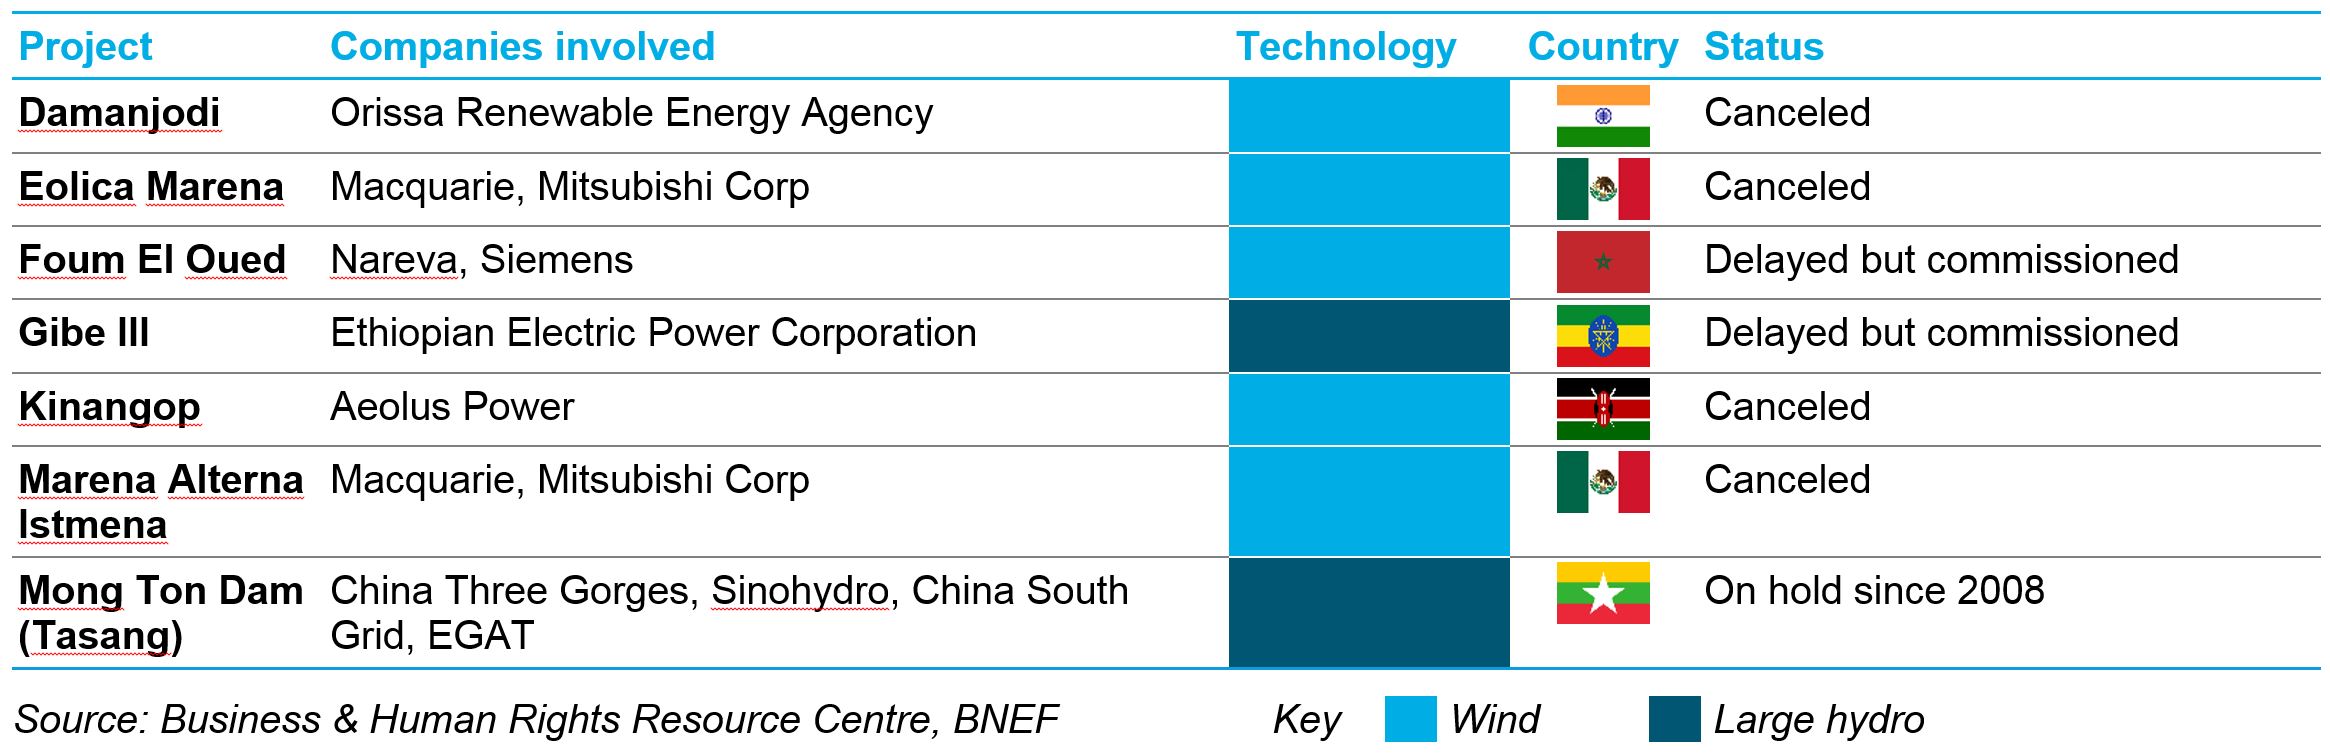 Project Companies involved Technology Country Status
Damanjodi Orissa Renewable Energy Agency Canceled
Eolica Marena Macquarie, Mitsubishi Corp Canceled
Foum El Oued Nareva, Siemens Delayed but commissioned
Gibe III Ethiopian Electric Power Corporation Delayed but commissioned
Kinangop Aeolus Power Canceled
Marena Alterna Macquarie, Mitsubishi Corp Canceled
Istmena
Mong Ton Dam China Three Gorges, Sinohydro, China South On hold since 2008
(Tasang) Grid, EGAT
Source: Business & Human Rights Resource Centre, BNEF Key Wind Large hydro